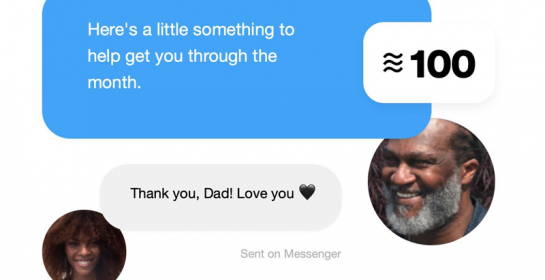 Here's a little something to
help get you through the
month.
≋ 100
Thank you, Dad! Love you 🖤
Sent on Messenger